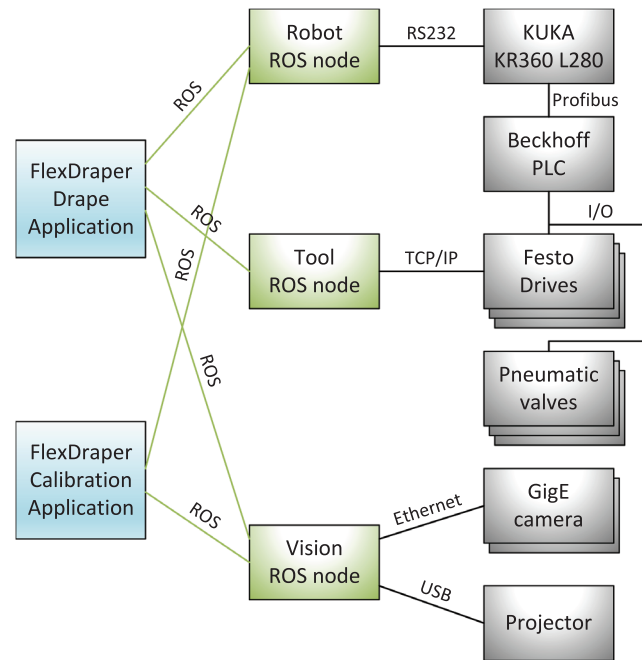 Robot
ROS node
RS232
KUKA
KR360 L280
ROS
Profibus
Beckhoff
PLC
FlexDraper
Drape
Application
I/O
ROS
ROS
Tool
ROS node
TCP/IP
Festo
Drives
ROS
Pneumatic
valves
FlexDraper
Calibration
Application
Ethernet
GigE
camera
ROS
Vision
ROS node
USB
Projector